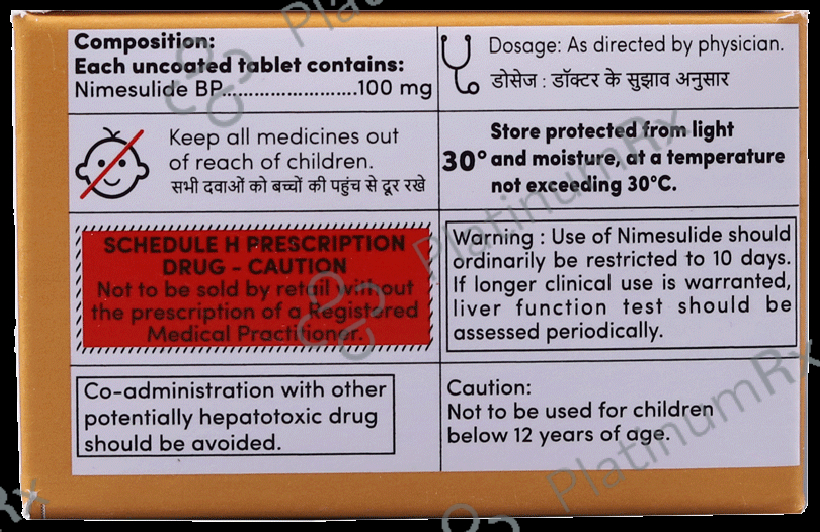 Composition:
Each uncoated tablet contains:
Nimesulide BP........................100 mg
Dosage: As directed by physician.
डोसेज : डॉक्टर के सुझाव अनुसार
Keep all medicines out
of reach of children.
सभी दवाओं को बच्चों की पहुंच से दूर रखे
30°
Store protected from light
and moisture, at a temperature
not exceeding 30°C.
SCHEDULE H PRESCRIPTION
DRUG - CAUTION
Not to be sold by retail without
the prescription of a Registered
Medical Practitioner.
Warning : Use of Nimesulide should
ordinarily be restricted to 10 days.
If longer clinical use is warranted,
liver function test should be
assessed periodically.
Co-administration with other
potentially hepatotoxic drug
should be avoided.
Caution:
Not to be used for children
below 12 years of age.
PlatinumRx
PlatinumRx
PlatinumRx
PlatinumRx
Rx